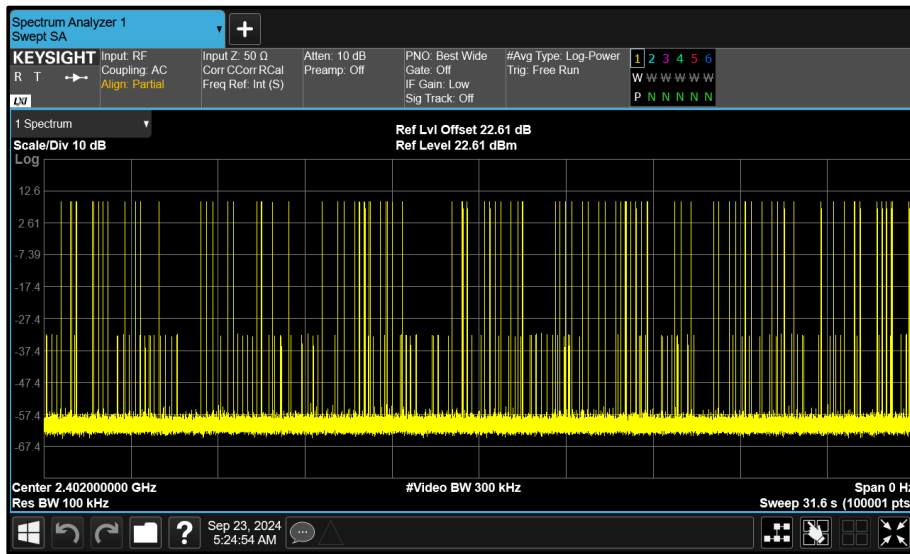 Spectrum Analyzer 1
Swept SA
+
KEYSIGHT
R T
LXI
Input: RF
Coupling: AC
Align: Partial
Input Z: 50 Ω
Corr CCorr RCal
Freq Ref: Int (S)
Atten: 10 dB
Preamp: Off
PNO: Best Wide
Gate: Off
IF Gain: Low
Sig Track: Off
#Avg Type: Log-Power
Trig: Free Run
1 2 3 4 5 6
W W W W W W
P N N N N N
1 Spectrum
Scale/Div 10 dB
Ref Lvl Offset 22.61 dB
Ref Level 22.61 dBm
Log
12.6
2.61
-7.39
-17.4
-27.4
-37.4
-47.4
-57.4
-67.4
Center 2.402000000 GHz
Res BW 100 kHz
#Video BW 300 kHz
Span 0 Hz
Sweep 31.6 s (100001 pts
?
Sep 23, 2024
5:24:54 AM